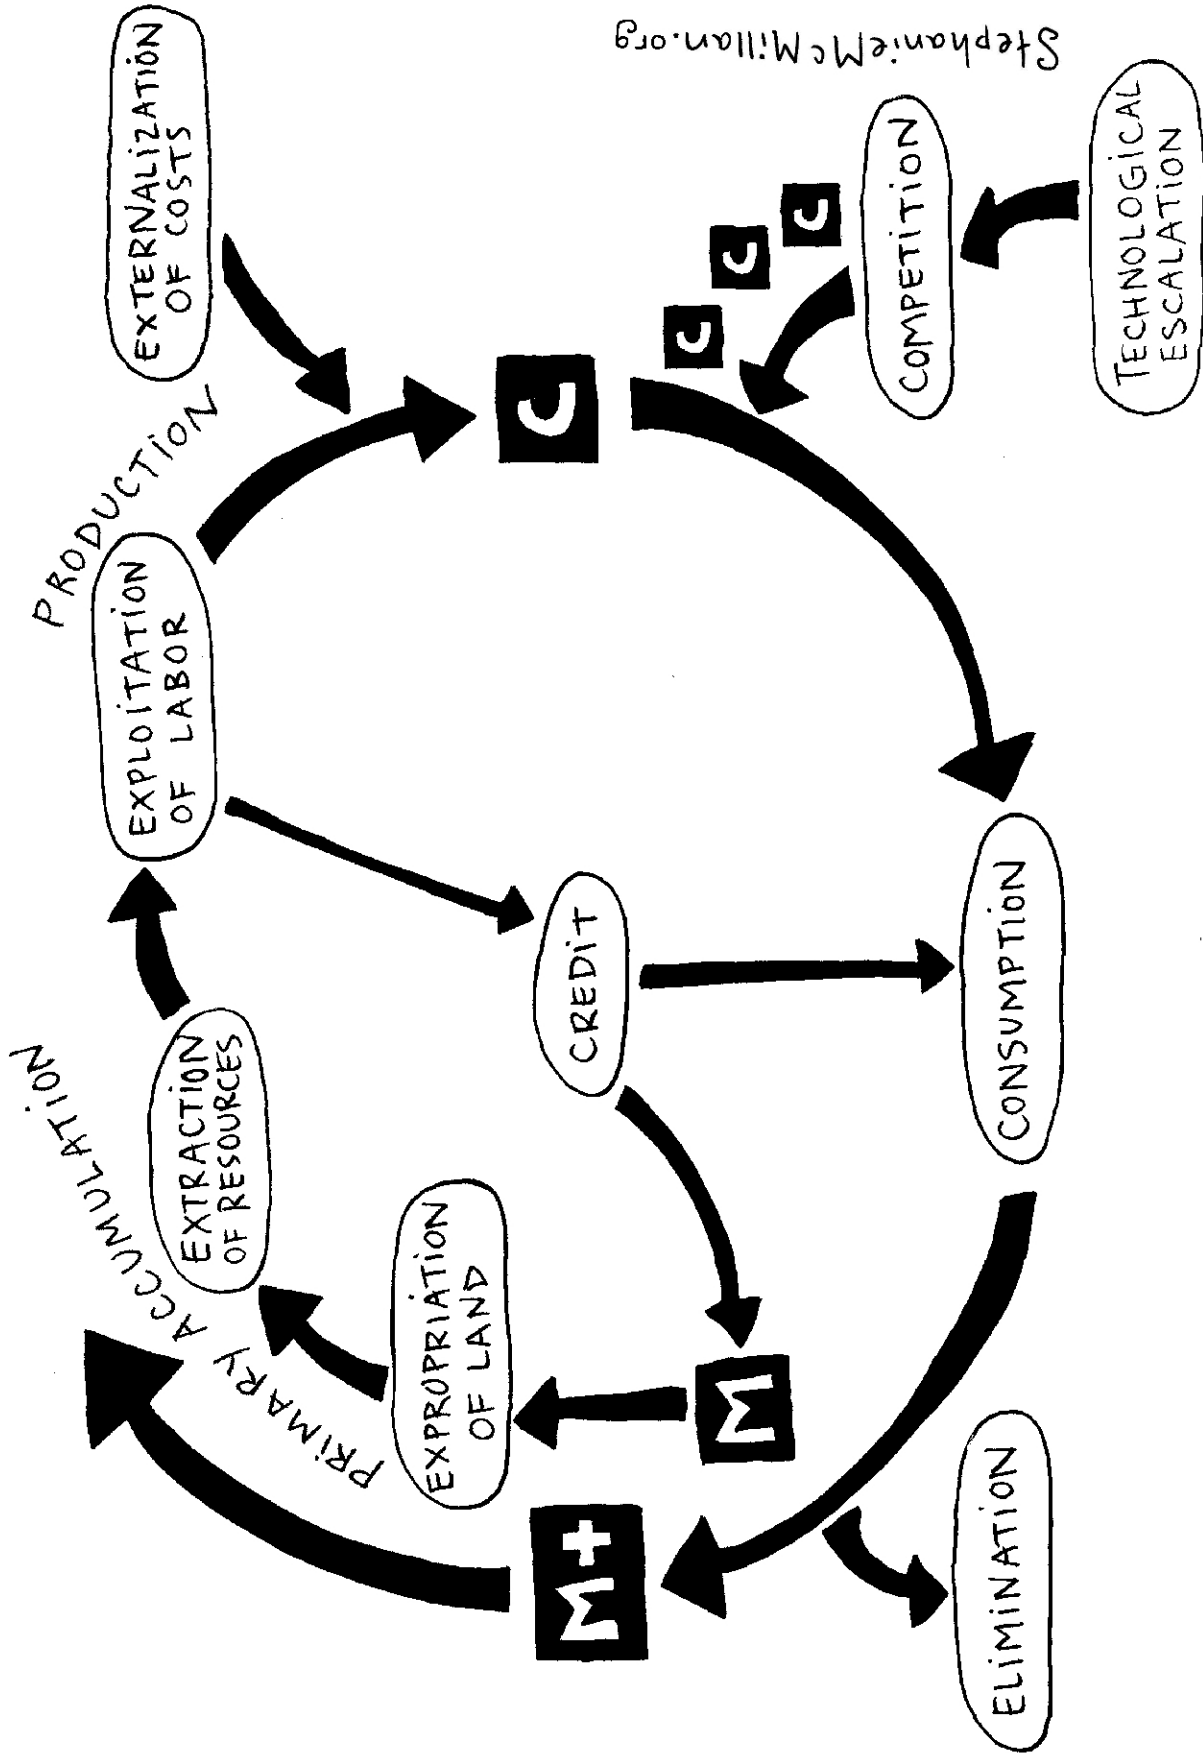 PRIMARY ACCUMULATION
PRODUCTION
EXTERNALIZATION
OF COSTS
EXPLOITATION
OF LABOR
EXTRACTION
OF RESOURCES
EXPROPRIATION
OF LAND
M+
M
CREDIT
C
C
C
C
COMPETITION
TECHNOLOGICAL
ESCALATION
CONSUMPTION
ELIMINATION
StephanieMcMillan.org